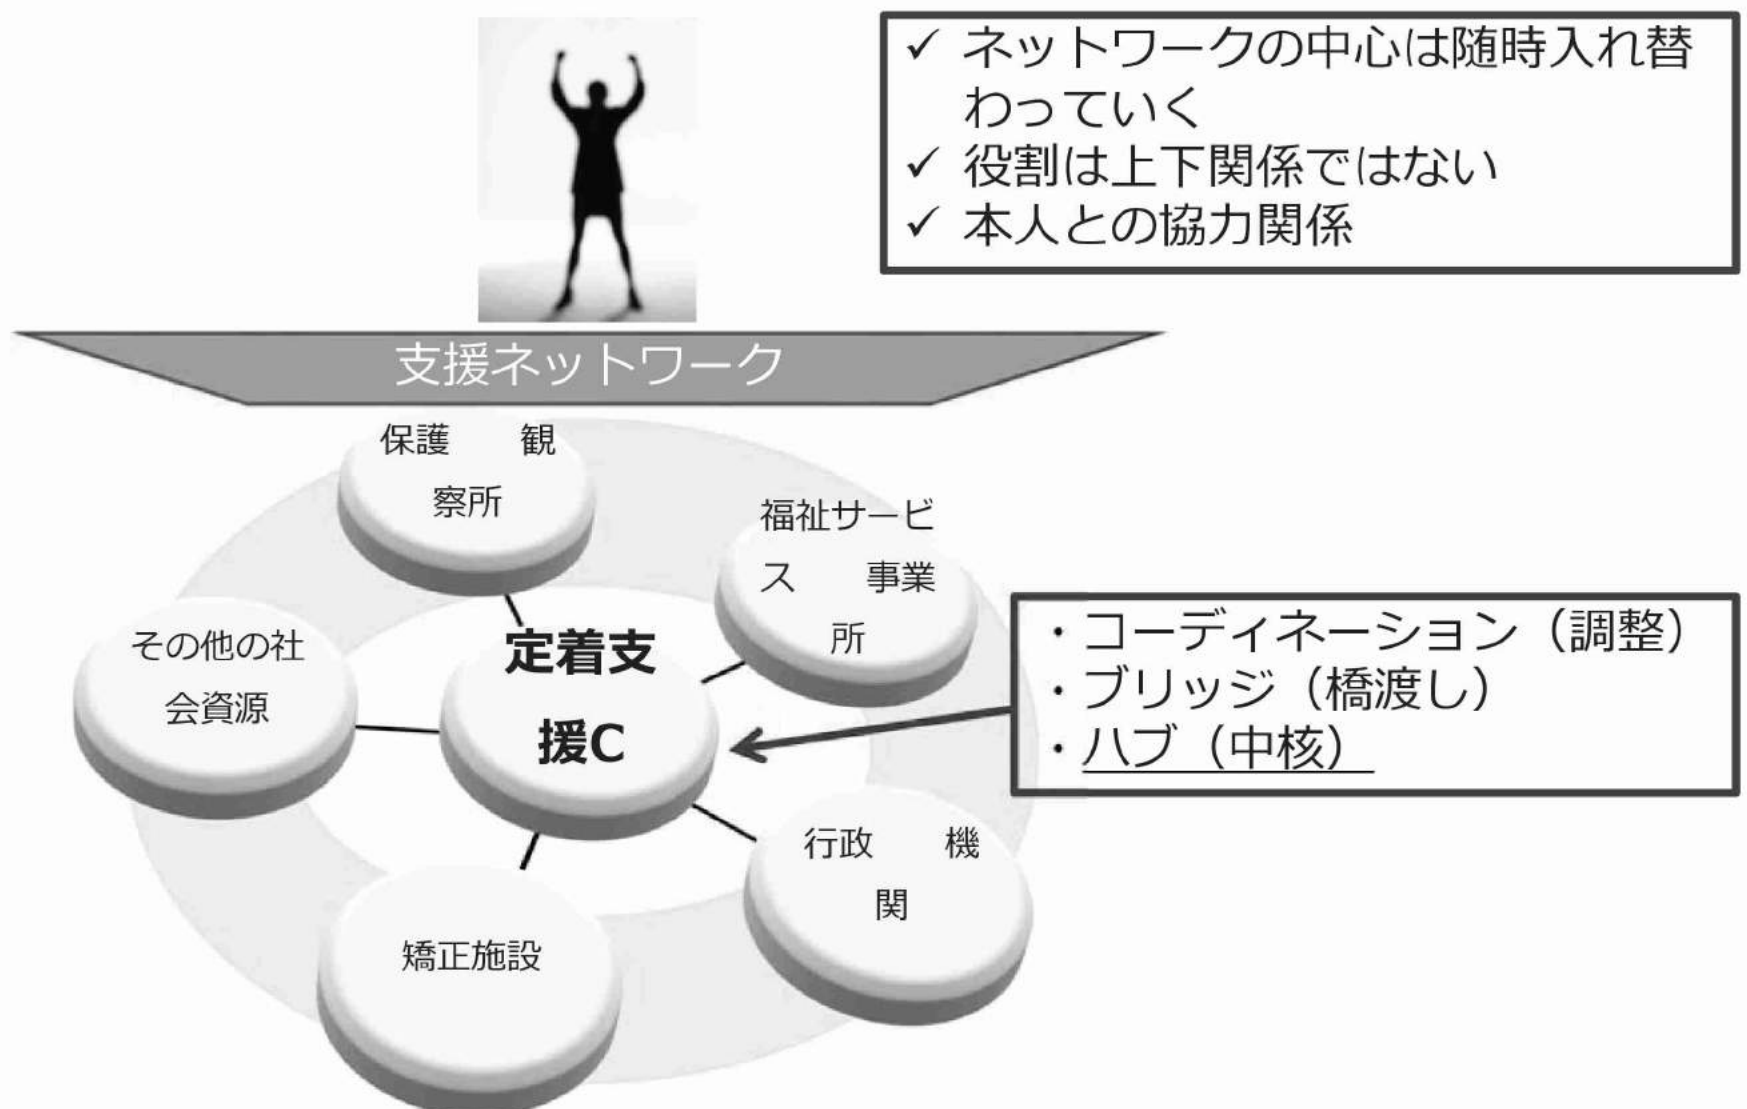 ✓ ネットワークの中心は随時入れ替
わっていく
✓ 役割は上下関係ではない
✓ 本人との協力関係
支援ネットワーク
保護　　観
察所
福祉サービ
ス　　事業
所
その他の社
会資源
定着支
援C
・コーディネーション（調整）
・ブリッジ（橋渡し）
・ハブ（中核）
行政　　機
関
矯正施設